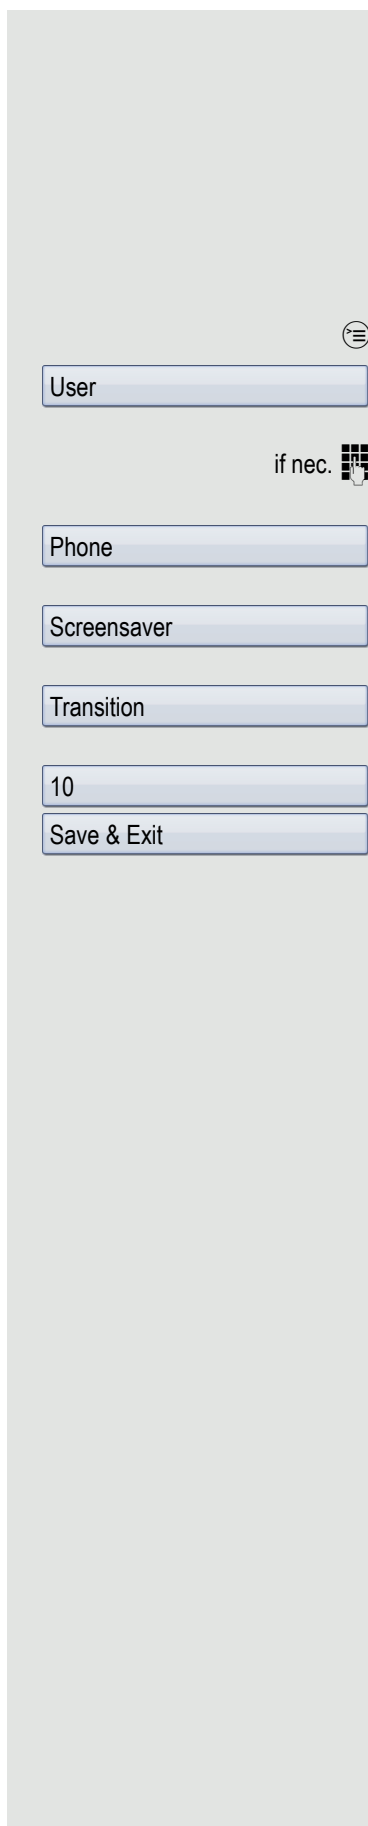 User
if nec.
Phone
Screensaver
Transition
10
Save & Exit